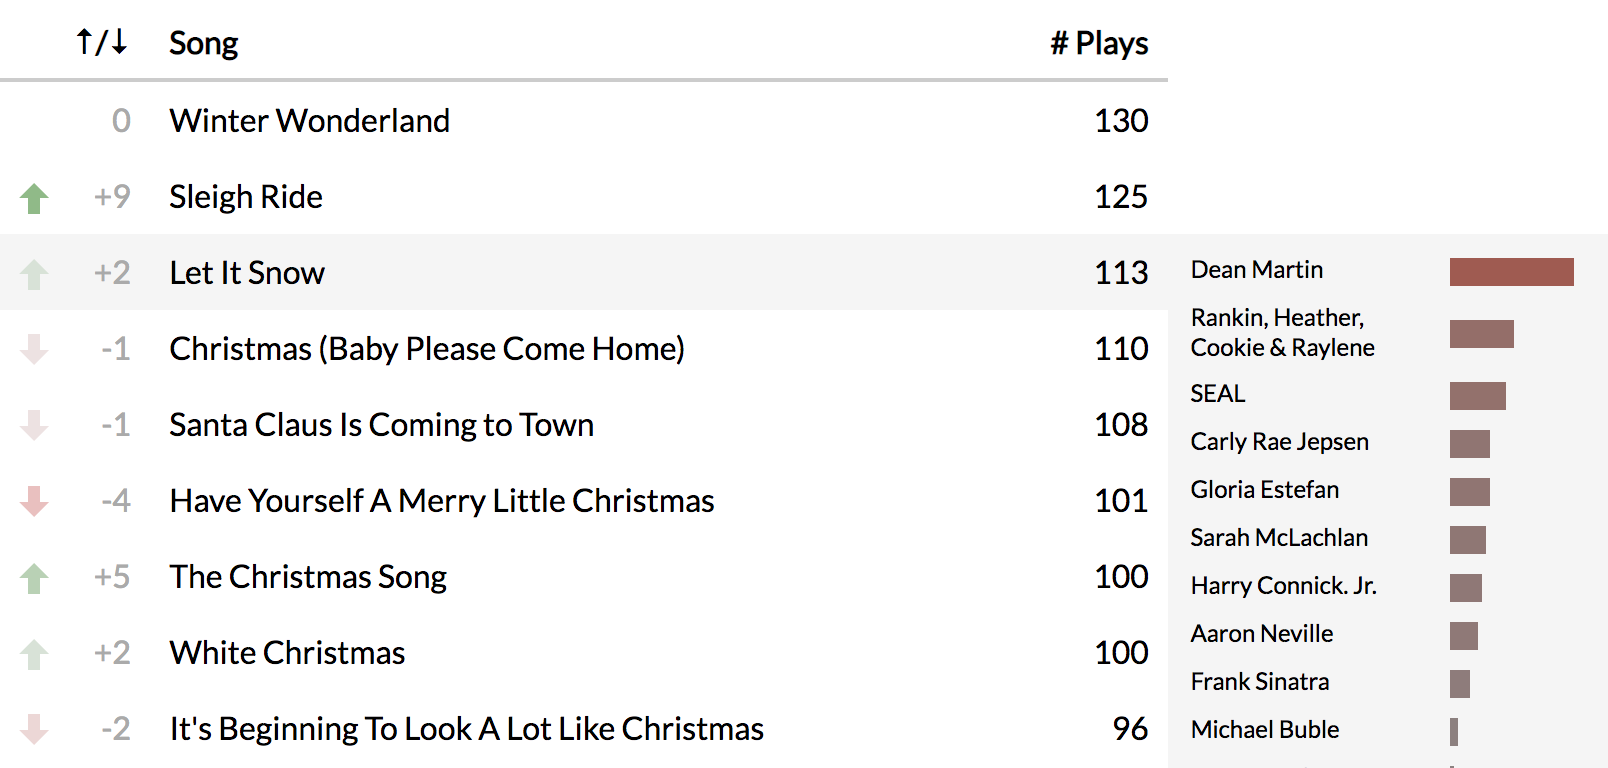 ↑/↓ Song # Plays
0 Winter Wonderland 130
+9 Sleigh Ride 125
+2 Let It Snow 113
-1 Christmas (Baby Please Come Home) 110
-1 Santa Claus Is Coming to Town 108
-4 Have Yourself A Merry Little Christmas 101
+5 The Christmas Song 100
+2 White Christmas 100
-2 It's Beginning To Look A Lot Like Christmas 96
Dean Martin
Rankin, Heather,
Cookie & Raylene
SEAL
Carly Rae Jepsen
Gloria Estefan
Sarah McLachlan
Harry Connick. Jr.
Aaron Neville
Frank Sinatra
Michael Buble